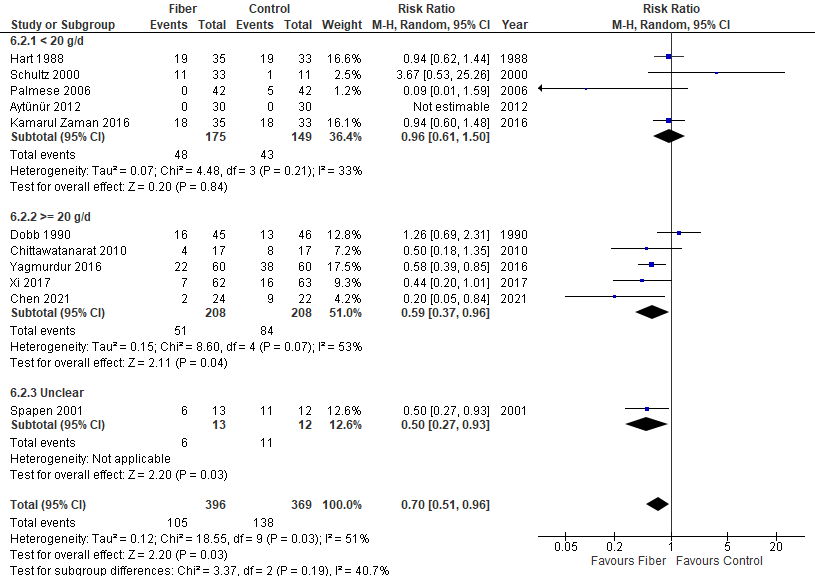 Fiber Control Risk Ratio Risk Ratio
Study or Subgroup Events Total Events Total Weight M-H, Random, 95% CI Year M-H, Random, 95% CI
6.2.1 < 20 g/d
Hart 1988 19 35 19 33 16.6% 0.94 [0.62, 1.44] 1988
Schultz 2000 11 33 1 11 2.5% 3.67 [0.53, 25.26] 2000
Palmese 2006 0 42 5 42 1.2% 0.09 [0.01, 1.59] 2006
Aytünür 2012 0 30 0 30 Not estimable 2012
Kamarul Zaman 2016 18 35 18 33 16.1% 0.94 [0.60, 1.48] 2016
Subtotal (95% CI) 175 149 36.4% 0.96 [0.61, 1.50]
Total events 48 43
Heterogeneity: Tau² = 0.07; Chi² = 4.48, df = 3 (P = 0.21); I² = 33%
Test for overall effect: Z = 0.20 (P = 0.84)
6.2.2 >= 20 g/d
Dobb 1990 16 45 13 46 12.8% 1.26 [0.69, 2.31] 1990
Chittawatanarat 2010 4 17 8 17 7.2% 0.50 [0.18, 1.35] 2010
Yagmurdur 2016 22 60 38 60 17.5% 0.58 [0.39, 0.85] 2016
Xi 2017 7 62 16 63 9.3% 0.44 [0.20, 1.01] 2017
Chen 2021 2 24 9 22 4.2% 0.20 [0.05, 0.84] 2021
Subtotal (95% CI) 208 208 51.0% 0.59 [0.37, 0.96]
Total events 51 84
Heterogeneity: Tau² = 0.15; Chi² = 8.60, df = 4 (P = 0.07); I² = 53%
Test for overall effect: Z = 2.11 (P = 0.04)
6.2.3 Unclear
Spapen 2001 6 13 11 12 12.6% 0.50 [0.27, 0.93] 2001
Subtotal (95% CI) 13 12 12.6% 0.50 [0.27, 0.93]
Total events 6 11
Heterogeneity: Not applicable
Test for overall effect: Z = 2.20 (P = 0.03)
Total (95% CI) 396 369 100.0% 0.70 [0.51, 0.96]
Total events 105 138
Heterogeneity: Tau² = 0.12; Chi² = 18.55, df = 9 (P = 0.03); I² = 51%
Test for overall effect: Z = 2.20 (P = 0.03)
Test for subgroup differences: Chi² = 3.37, df = 2 (P = 0.19), I² = 40.7%
0.05 0.2 1 5 20
Favours Fiber Favours Control